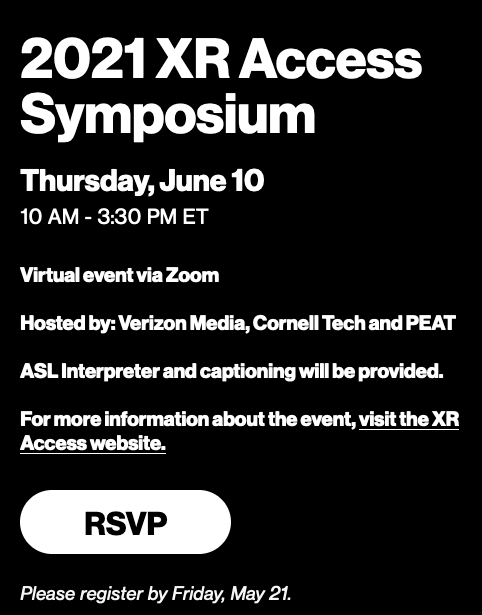 2021 XR Access
Symposium
Thursday, June 10
10 AM - 3:30 PM ET
Virtual event via Zoom
Hosted by: Verizon Media, Cornell Tech and PEAT
ASL Interpreter and captioning will be provided.
For more information about the event, visit the XR
Access website.
RSVP
Please register by Friday, May 21.